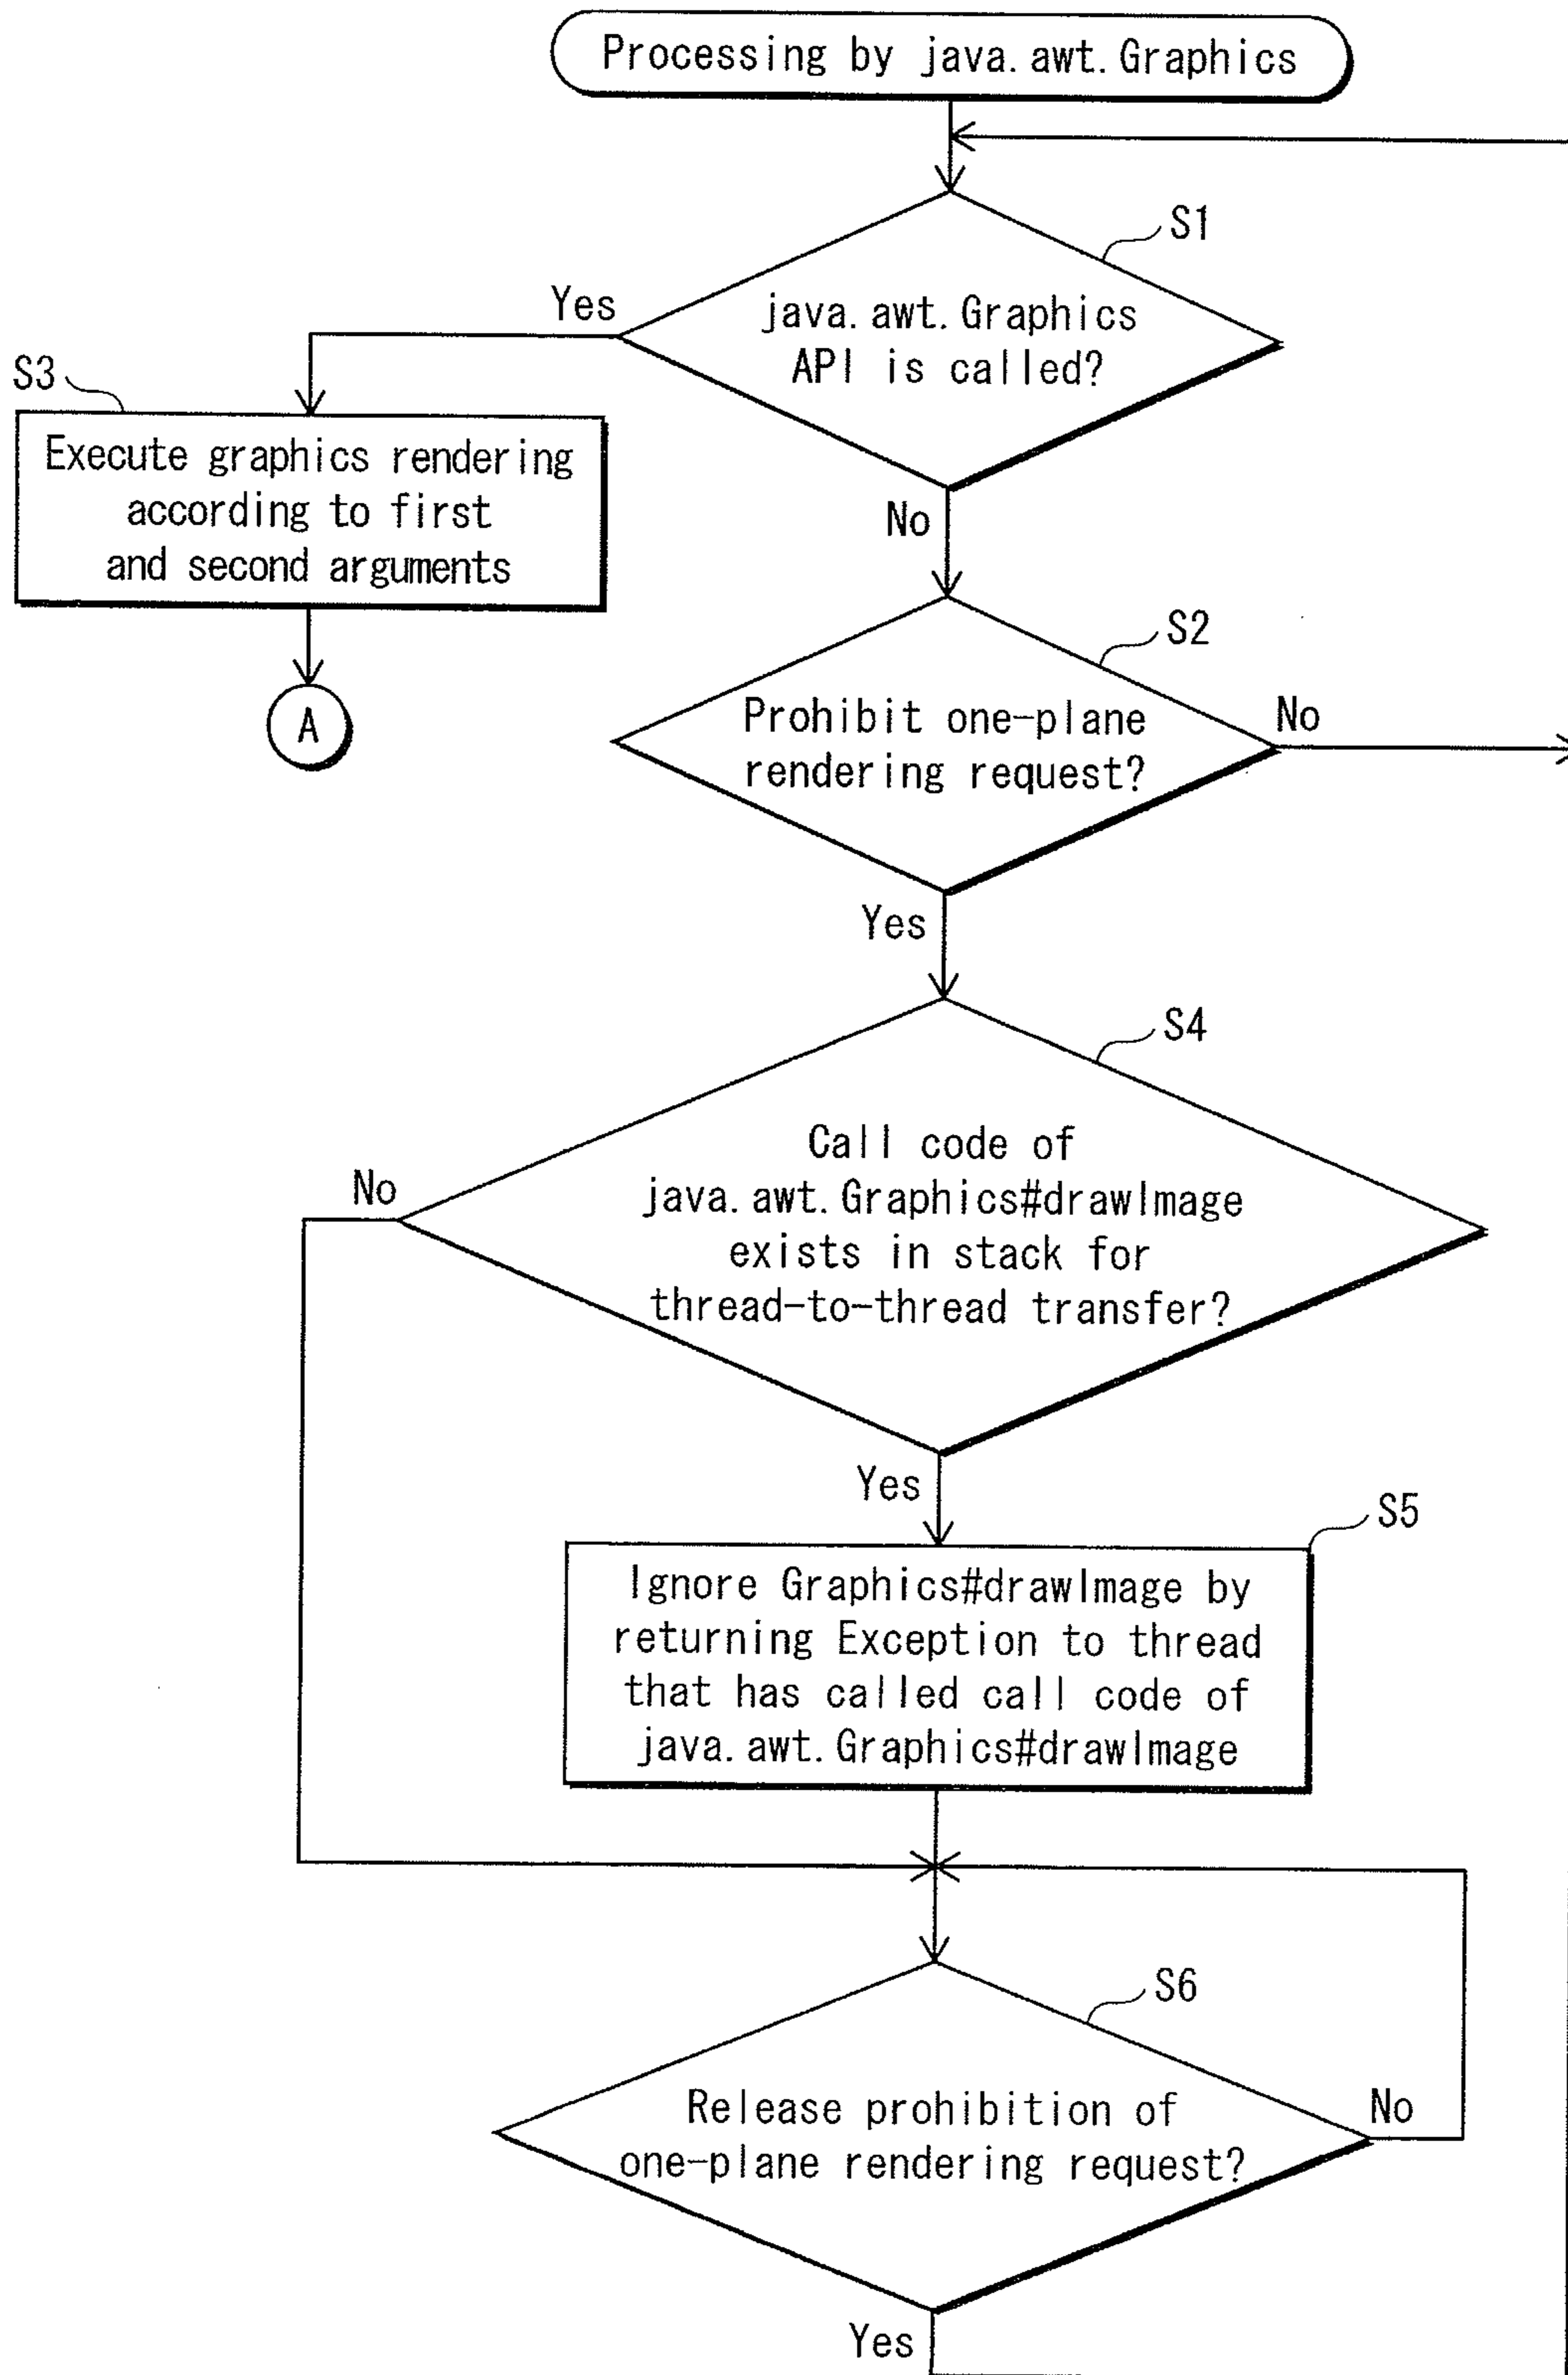 Processing by java.awt.Graphics
S1
Yes
java.awt.Graphics
API is called?
S3
Execute graphics rendering
according to first
and second arguments
No
A
S2
Prohibit one-plane
rendering request?
No
Yes
S4
Call code of
java.awt.Graphics#drawImage
exists in stack for
thread-to-thread transfer?
No
Yes
S5
Ignore Graphics#drawImage by
returning Exception to thread
that has called call code of
java.awt.Graphics#drawImage
S6
Release prohibition of
one-plane rendering request?
No
Yes